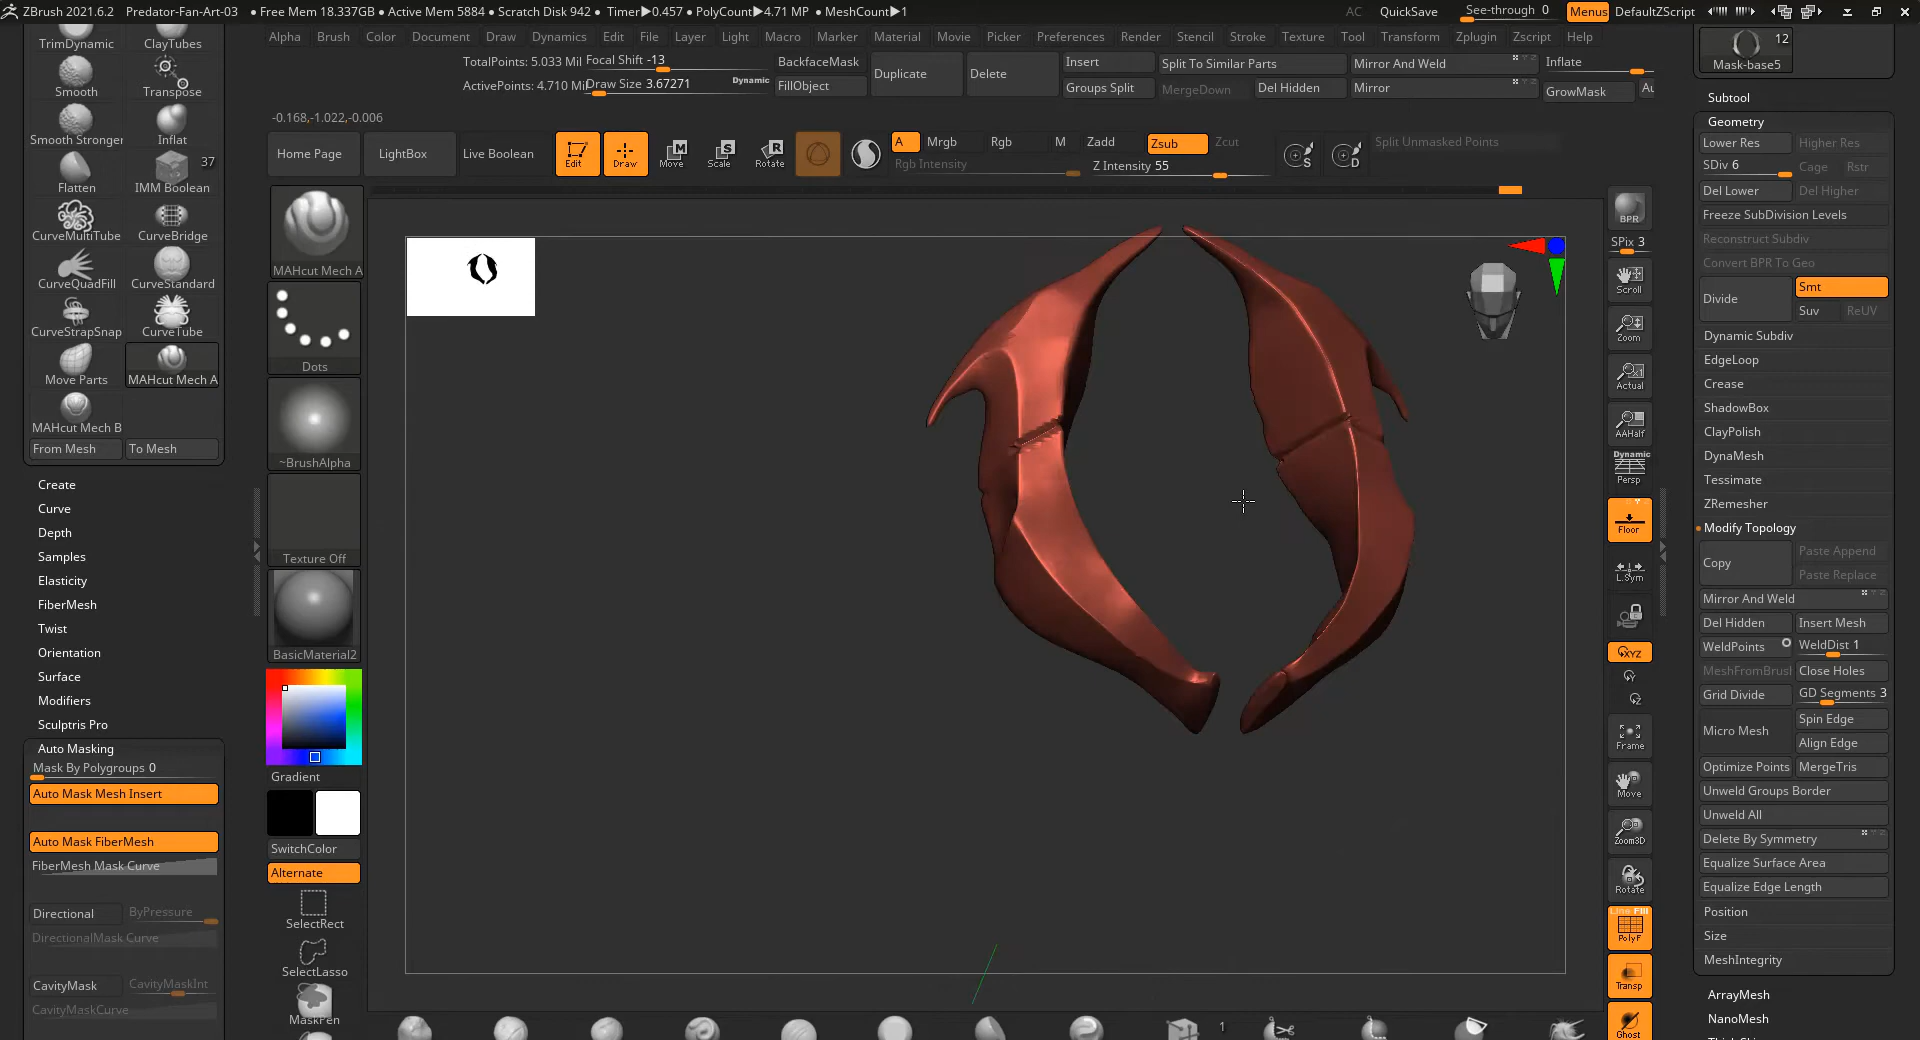 ZBrush 2021.6.2 Predator-Fan-Art-03 • Free Mem 18.337GB • Active Mem 5884 • Scratch Disk 942 • Timer▶0.457 • PolyCount▶4.71 MP • MeshCount▶1 AC QuickSave See-through 0 Menus DefaultZScript
Alpha Brush Color Document Draw Dynamics Edit File Layer Light Macro Marker Material Movie Picker Preferences Render Stencil Stroke Texture Tool Transform Zplugin Zscript Help
TotalPoints: 5.033 Mil Focal Shift -13 BackfaceMask Duplicate Delete Insert Split To Similar Parts Mirror And Weld Inflate
ActivePoints: 4.710 Mil Draw Size 3.67271 Dynamic FillObject Groups Split MergeDown Del Hidden Mirror GrowMask Au
-0.168,-1.022,-0.006
Home Page LightBox Live Boolean Edit Draw Move Scale Rotate A Mrgb Rgb M Zadd Zsub Zcut Split Unmasked Points
Rgb Intensity Z Intensity 55
TrimDynamic ClayTubes
Smooth Transpose
Smooth Stronger Inflat
37
Flatten IMM Boolean
CurveMultiTube CurveBridge
CurveQuadFill CurveStandard
CurveStrapSnap CurveTube
Move Parts MAHcut Mech A
MAHcut Mech B
From Mesh To Mesh
Create
Curve
Depth
Samples
Elasticity
FiberMesh
Twist
Orientation
Surface
Modifiers
Sculptris Pro
Auto Masking
Mask By Polygroups 0
Auto Mask Mesh Insert
Auto Mask FiberMesh
FiberMesh Mask Curve
Directional ByPressure
DirectionalMask Curve
CavityMask CavityMaskInt
CavityMaskCurve
MAHcut Mech A
Dots
~BrushAlpha
Texture Off
BasicMaterial2
Gradient
SwitchColor
Alternate
SelectRect
SelectLasso
MaskPen
1
BPR
SPix 3
Scroll
Zoom
Actual
AAHalf
Dynamic
Persp
Floor
L.Sym
XYZ
Frame
Move
Zoom3D
Rotate
Line Fill
PolyF
Transp
Ghost
12
Mask-base5
Subtool
Geometry
Lower Res Higher Res
SDiv 6 Cage Rstr
Del Lower Del Higher
Freeze SubDivision Levels
Reconstruct Subdiv
Convert BPR To Geo
Divide Smt
Suv ReUV
Dynamic Subdiv
EdgeLoop
Crease
ShadowBox
ClayPolish
DynaMesh
Tessimate
ZRemesher
Modify Topology
Copy Paste Append
Paste Replace
Mirror And Weld
Del Hidden Insert Mesh
WeldPoints WeldDist 1
MeshFromBrush Close Holes
Grid Divide GD Segments 3
Micro Mesh Spin Edge
Align Edge
Optimize Points MergeTris
Unweld Groups Border
Unweld All
Delete By Symmetry
Equalize Surface Area
Equalize Edge Length
Position
Size
MeshIntegrity
ArrayMesh
NanoMesh